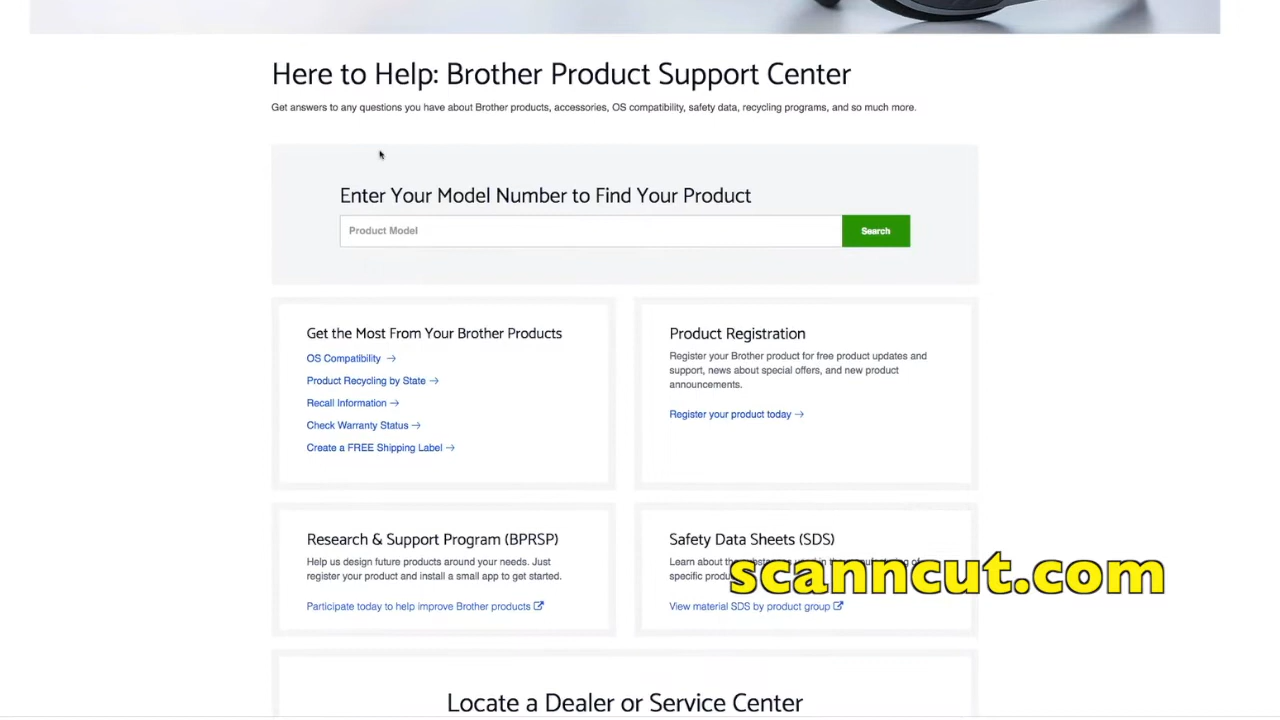 Here to Help: Brother Product Support Center
Get answers to any questions you have about Brother products, accessories, OS compatibility, safety data, recycling programs, and so much more.
Enter Your Model Number to Find Your Product
Product Model
Search
Get the Most From Your Brother Products
OS Compatibility →
Product Recycling by State →
Recall Information →
Check Warranty Status →
Create a FREE Shipping Label →
Product Registration
Register your Brother product for free product updates and
support, news about special offers, and new product
announcements.
Register your product today →
Research & Support Program (BPRSP)
Help us design future products around your needs. Just
register your product and install a small app to get started.
Participate today to help improve Brother products
Safety Data Sheets (SDS)
Learn about the substances used in the manufacturing of
specific
View material SDS by product group
scanncut.com
Locate a Dealer or Service Center